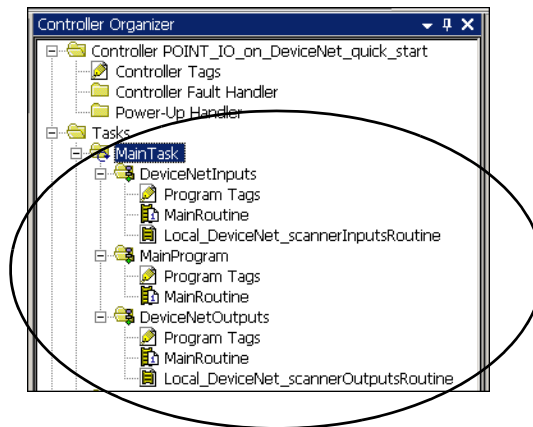 Controller Organizer
Controller POINT_IO_on_DeviceNet_quick_start
Controller Tags
Controller Fault Handler
Power-Up Handler
Tasks
MainTask
DeviceNetInputs
Program Tags
MainRoutine
Local_DeviceNet_scannerInputsRoutine
MainProgram
Program Tags
MainRoutine
DeviceNetOutputs
Program Tags
MainRoutine
Local_DeviceNet_scannerOutputsRoutine